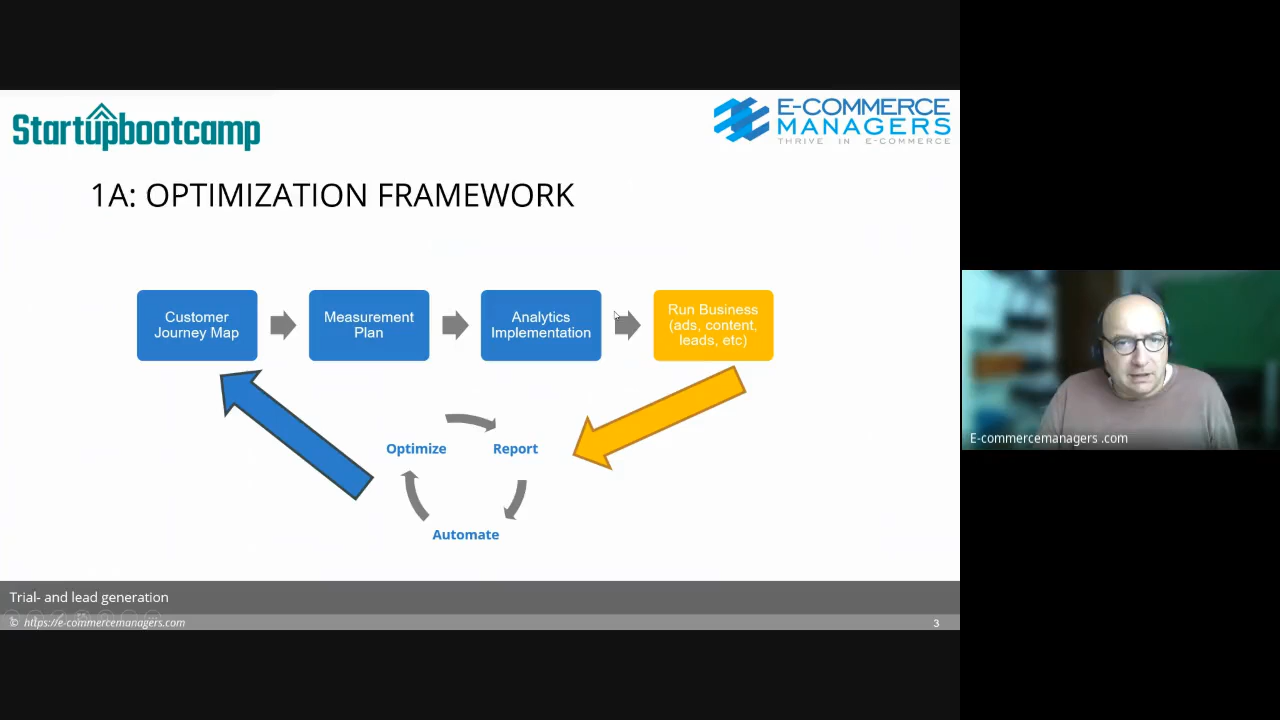 Startupbootcamp
E-COMMERCE
MANAGERS
THRIVE IN E-COMMERCE
1A: OPTIMIZATION FRAMEWORK
Customer
Journey Map
Measurement
Plan
Analytics
Implementation
Run Business
(ads, content,
leads, etc)
Optimize
Report
Automate
E-commercemanagers .com
Trial- and lead generation
© https://e-commercemanagers.com
3